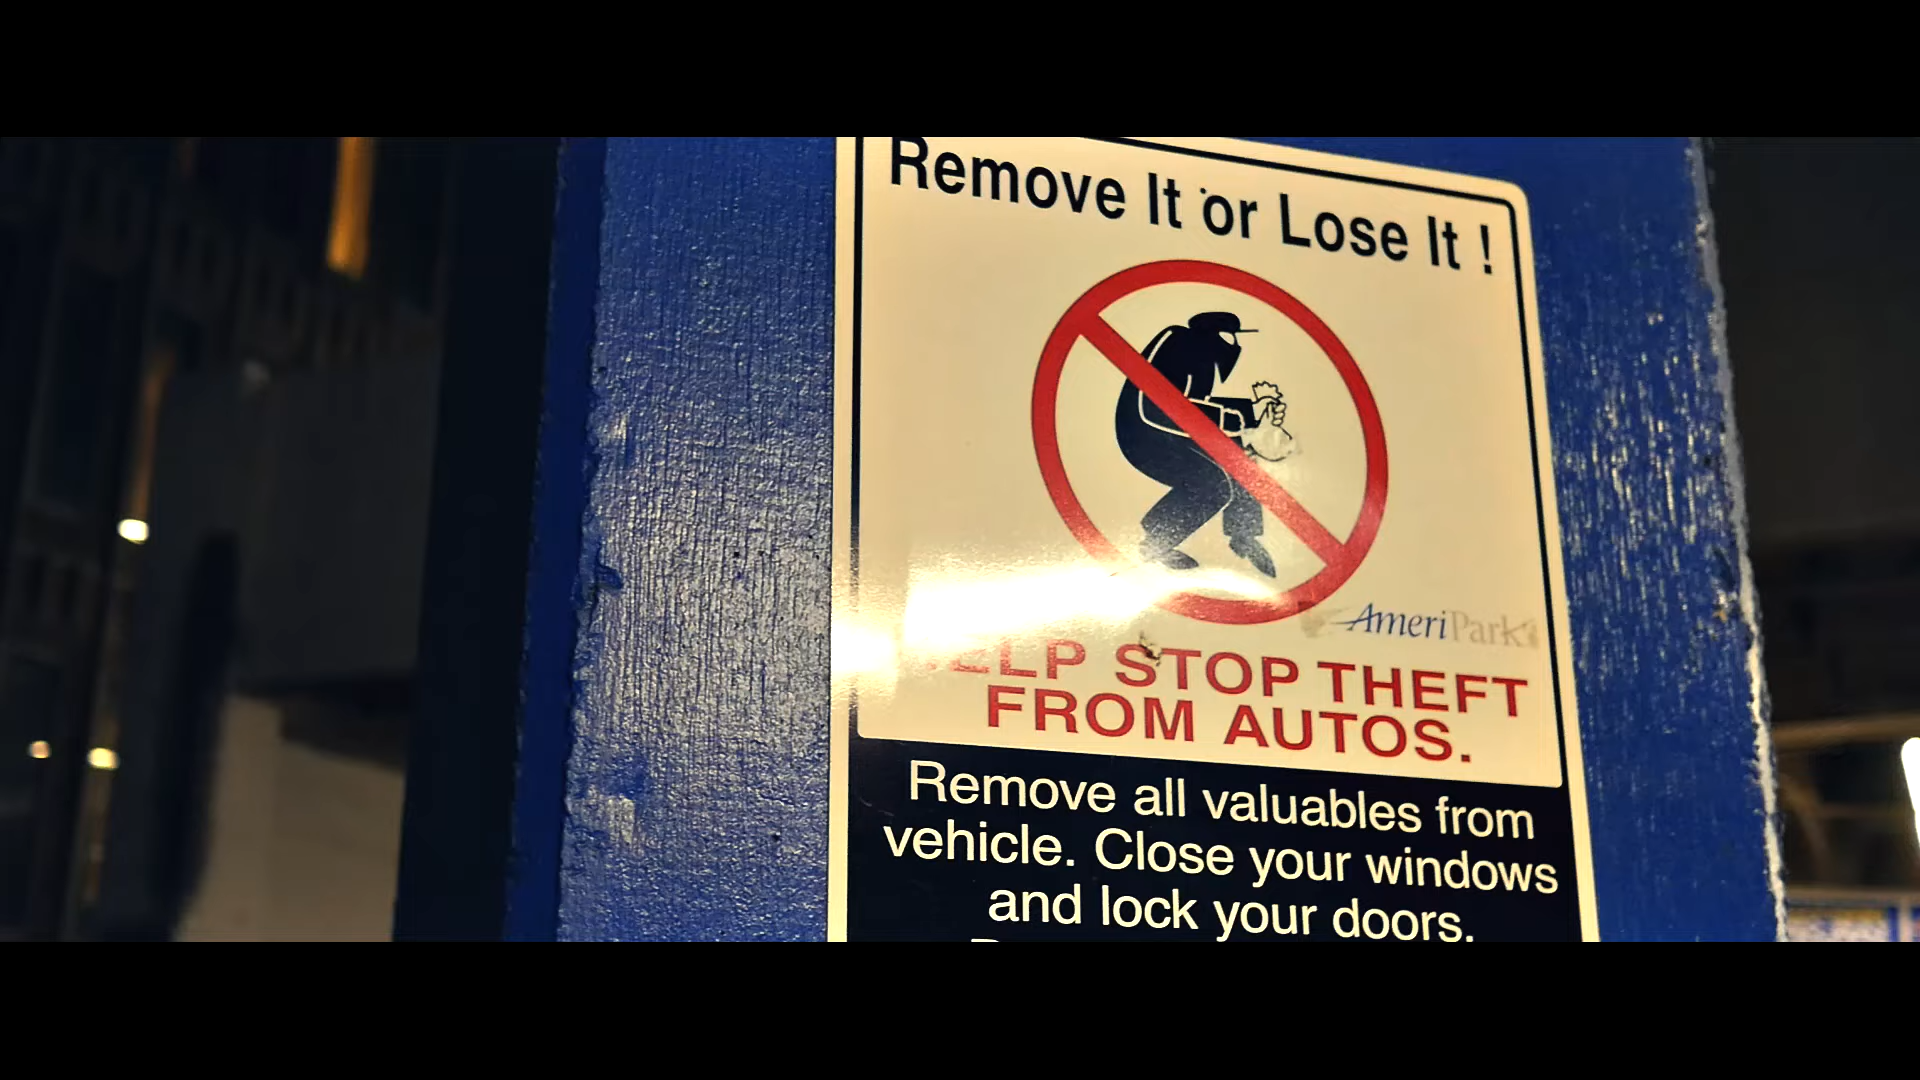 Remove It or Lose It !
AmeriPark
HELP STOP THEFT
FROM AUTOS.
Remove all valuables from
vehicle. Close your windows
and lock your doors.